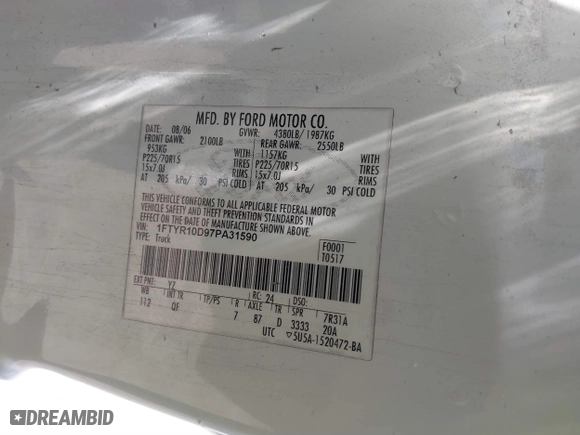 MFD. BY FORD MOTOR CO.
DATE: 08/06 GVWR: 4380LB/ 1987KG
FRONT GAWR: 2100LB REAR GAWR: 2550LB
953KG WITH 1157KG WITH
P225/70R15 TIRES P225/70R15 TIRES
15x7.0J RIMS 15x7.0J RIMS
AT 205 kPa/ 30 PSI COLD AT 205 kPa/ 30 PSI COLD
THIS VEHICLE CONFORMS TO ALL APPLICABLE FEDERAL MOTOR
VEHICLE SAFETY AND THEFT PREVENTION STANDARDS IN
EFFECT ON THE DATE OF MANUFACTURE SHOWN ABOVE.
VIN: 1FTYR10D97PA31590
TYPE: Truck
F0001
T0517
EXT PNT: Y7 RC: 24 DSO:
WB INT TR TP/PS R AXLE TR SPR
112 QF 7 87 D 3333 7R31A 20A
UTC ▽5U5A-1520472-BA
DREAMBID